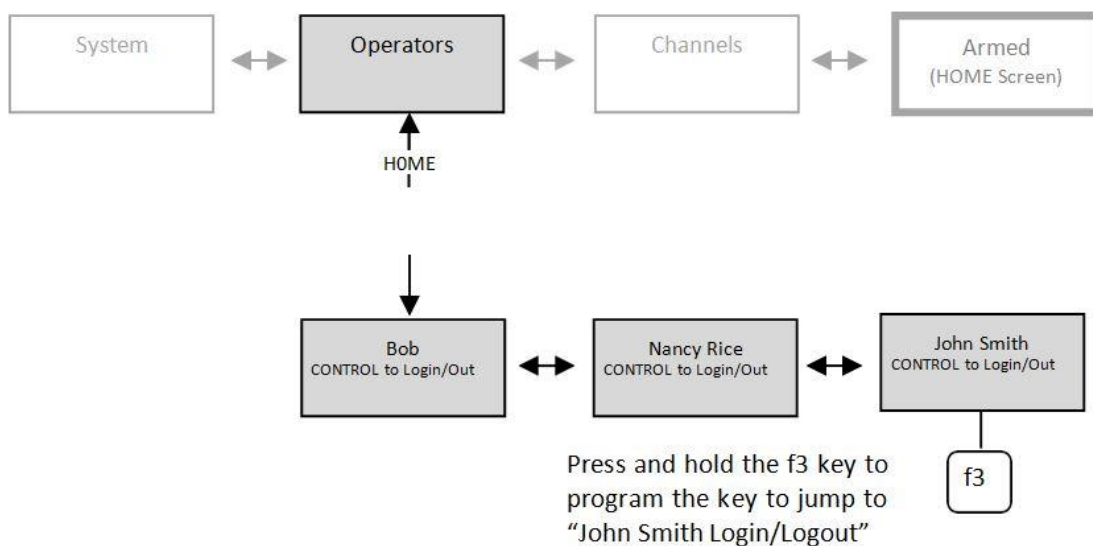 System
Operators
Channels
Armed
(HOME Screen)
HOME
Bob
CONTROL to Login/Out
Nancy Rice
CONTROL to Login/Out
John Smith
CONTROL to Login/Out
Press and hold the f3 key to
program the key to jump to
“John Smith Login/Logout”
f3